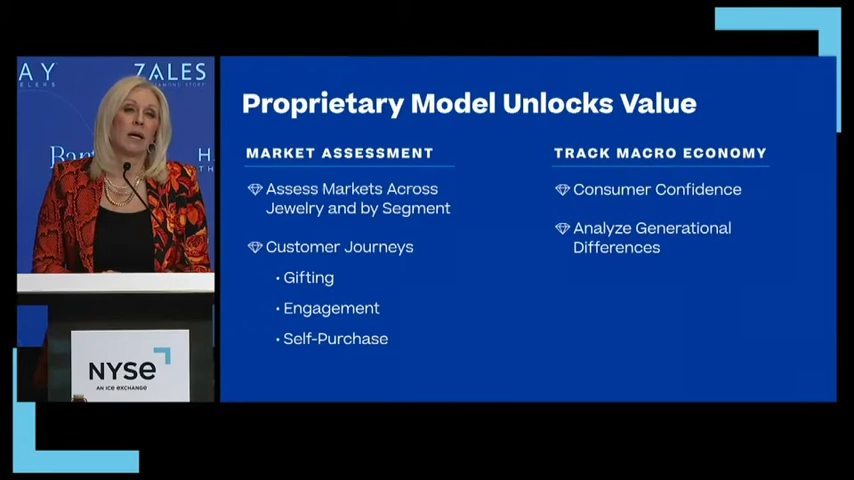 ZALES
Proprietary Model Unlocks Value
MARKET ASSESSMENT
Assess Markets Across
Jewelry and by Segment
Customer Journeys
• Gifting
• Engagement
• Self-Purchase
TRACK MACRO ECONOMY
Consumer Confidence
Analyze Generational
Differences
NYSE
AN ICE EXCHANGE